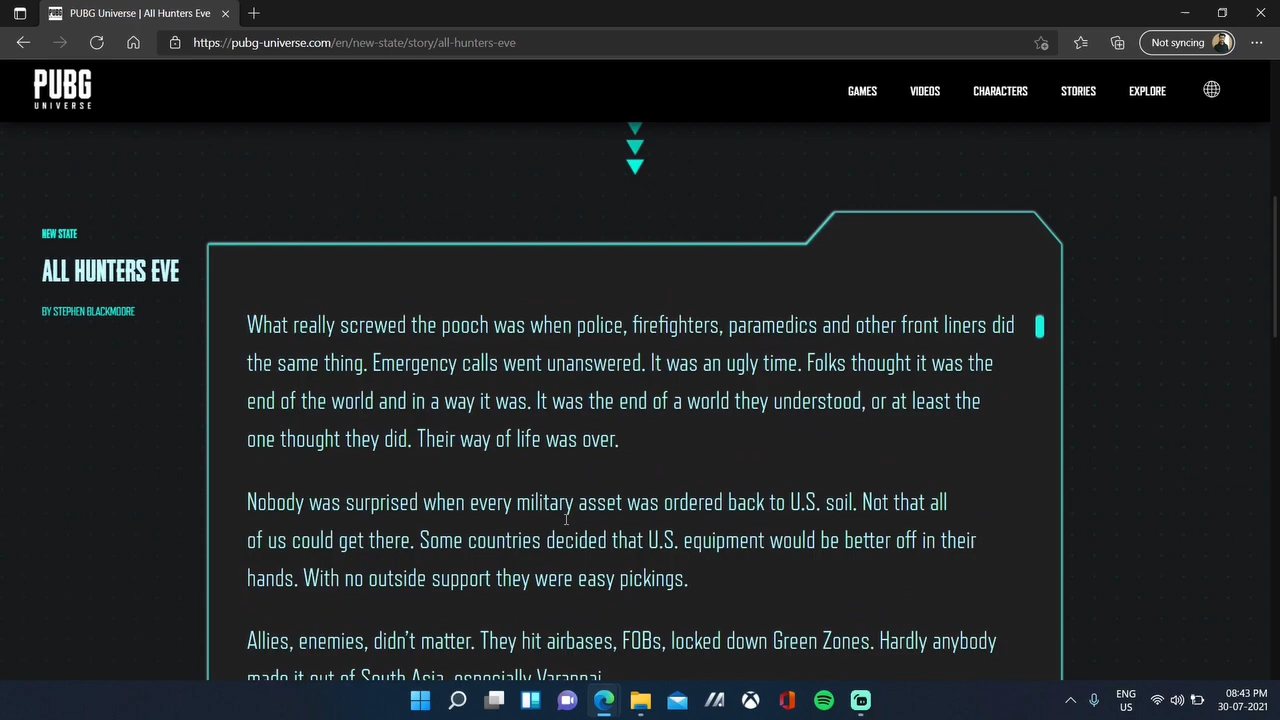 PUBG Universe | All Hunters Eve
https://pubg-universe.com/en/new-state/story/all-hunters-eve
Not syncing
PUBG
UNIVERSE
GAMES
VIDEOS
CHARACTERS
STORIES
EXPLORE
NEW STATE
ALL HUNTERS EVE
BY STEPHEN BLACKMOORE
What really screwed the pooch was when police, firefighters, paramedics and other front liners did
the same thing. Emergency calls went unanswered. It was an ugly time. Folks thought it was the
end of the world and in a way it was. It was the end of a world they understood, or at least the
one thought they did. Their way of life was over.
Nobody was surprised when every military asset was ordered back to U.S. soil. Not that all
of us could get there. Some countries decided that U.S. equipment would be better off in their
hands. With no outside support they were easy pickings.
Allies, enemies, didn't matter. They hit airbases, FOBs, locked down Green Zones. Hardly anybody
made it out of South Asia, especially
ENG
US
08:43 PM
30-07-2021